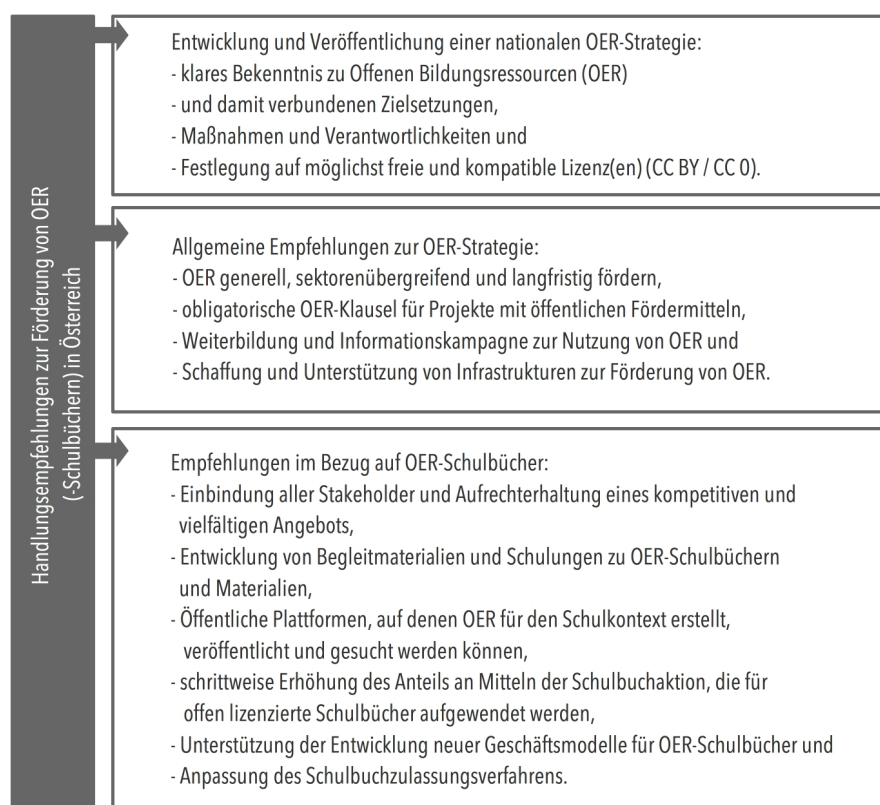 Handlungsempfehlungen zur Förderung von OER
(-Schulbüchern) in Österreich
Entwicklung und Veröffentlichung einer nationalen OER-Strategie:
- klares Bekenntnis zu Offenen Bildungsressourcen (OER)
- und damit verbundenen Zielsetzungen,
- Maßnahmen und Verantwortlichkeiten und
- Festlegung auf möglichst freie und kompatible Lizenz(en) (CC BY / CC 0).
Allgemeine Empfehlungen zur OER-Strategie:
- OER generell, sektorenübergreifend und langfristig fördern,
- obligatorische OER-Klausel für Projekte mit öffentlichen Fördermitteln,
- Weiterbildung und Informationskampagne zur Nutzung von OER und
- Schaffung und Unterstützung von Infrastrukturen zur Förderung von OER.
Empfehlungen im Bezug auf OER-Schulbücher:
- Einbindung aller Stakeholder und Aufrechterhaltung eines kompetitiven und
vielfältigen Angebots,
- Entwicklung von Begleitmaterialien und Schulungen zu OER-Schulbüchern
und Materialien,
- Öffentliche Plattformen, auf denen OER für den Schulkontext erstellt,
veröffentlicht und gesucht werden können,
- schrittweise Erhöhung des Anteils an Mitteln der Schulbuchaktion, die für
offen lizenzierte Schulbücher aufgewendet werden,
- Unterstützung der Entwicklung neuer Geschäftsmodelle für OER-Schulbücher und
- Anpassung des Schulbuchzulassungsverfahrens.